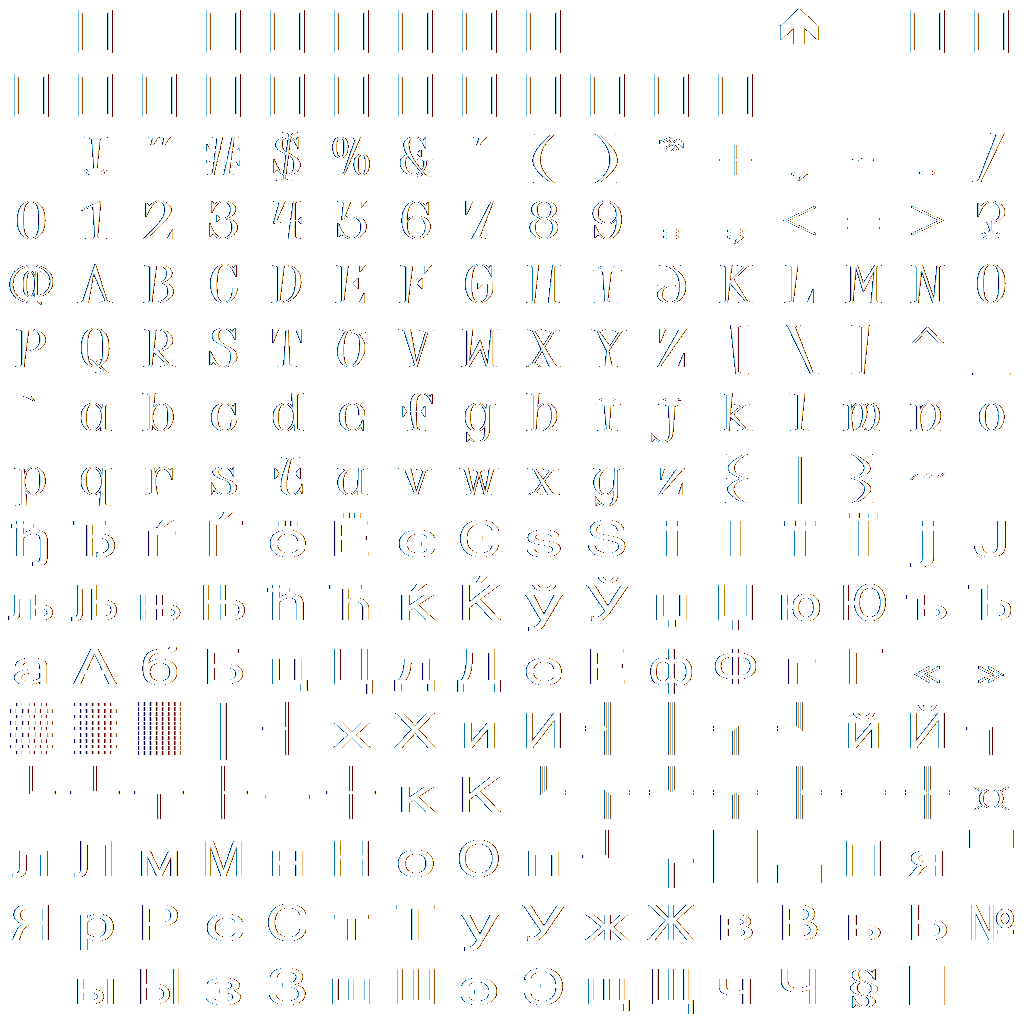 ! " # $ % & ' ( ) * + , - . /
0 1 2 3 4 5 6 7 8 9 : ; < = > ?
@ A B C D E F G H I J K L M N O
P Q R S T U V W X Y Z [ \ ] ^ _
` a b c d e f g h i j k l m n o
p q r s t u v w x y z { | } ~
ђ Ђ ѓ Ѓ ё Ё є Є ѕ Ѕ і І ї Ї ј Ј
љ Љ њ Њ ћ Ћ ќ Ќ ў Ў џ Џ ю Ю ъ Ъ
а А б Б ц Ц д Д е Е ф Ф г Г « »
░ ▒ ▓ │ ┤ х Х и И ╣ ║ ╗ ╝ й Й ┐
└ ┴ ┬ ├ ─ ┼ к К ╚ ╔ ╩ ╦ ╠ ═ ╬ ¤
л Л м М н Н о О п ┘ ┌ █ ▄ П я ▀
Я р Р с С т Т у У ж Ж в В ь Ь №
ы Ы з З ш Ш э Э щ Щ ч Ч § ■